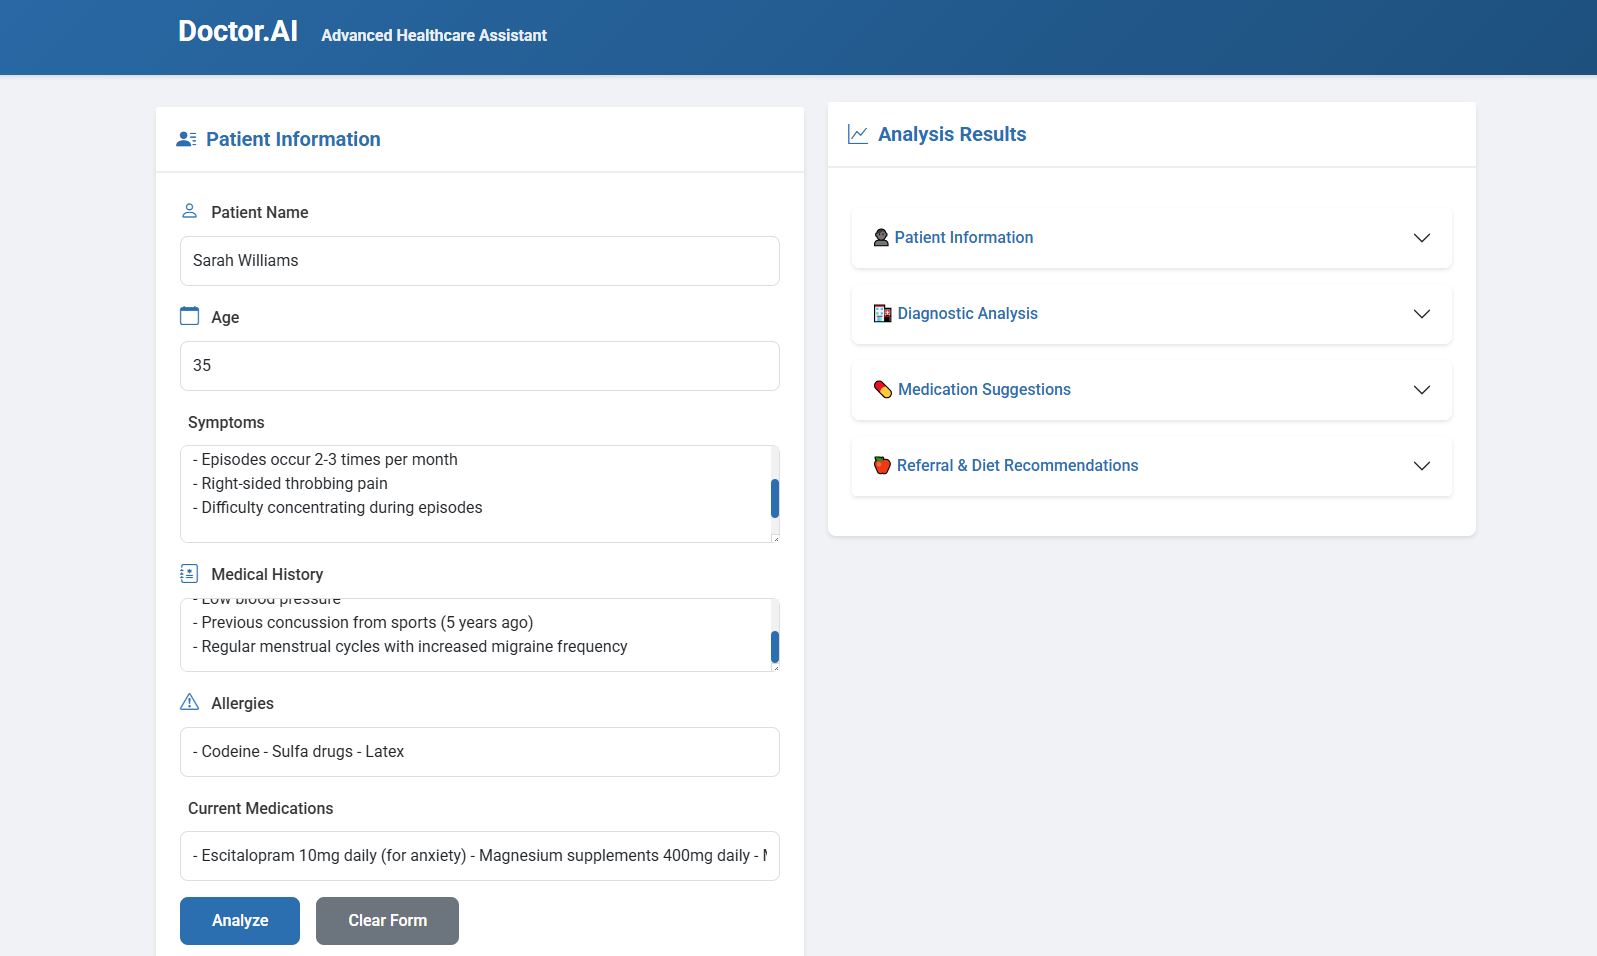 Doctor.AI Advanced Healthcare Assistant
Patient Information
Patient Name
Sarah Williams
Age
35
Symptoms
- Episodes occur 2-3 times per month
- Right-sided throbbing pain
- Difficulty concentrating during episodes
Medical History
- Low blood pressure
- Previous concussion from sports (5 years ago)
- Regular menstrual cycles with increased migraine frequency
Allergies
- Codeine - Sulfa drugs - Latex
Current Medications
- Escitalopram 10mg daily (for anxiety) - Magnesium supplements 400mg daily -
Analyze Clear Form
Analysis Results
Patient Information
Diagnostic Analysis
Medication Suggestions
Referral & Diet Recommendations